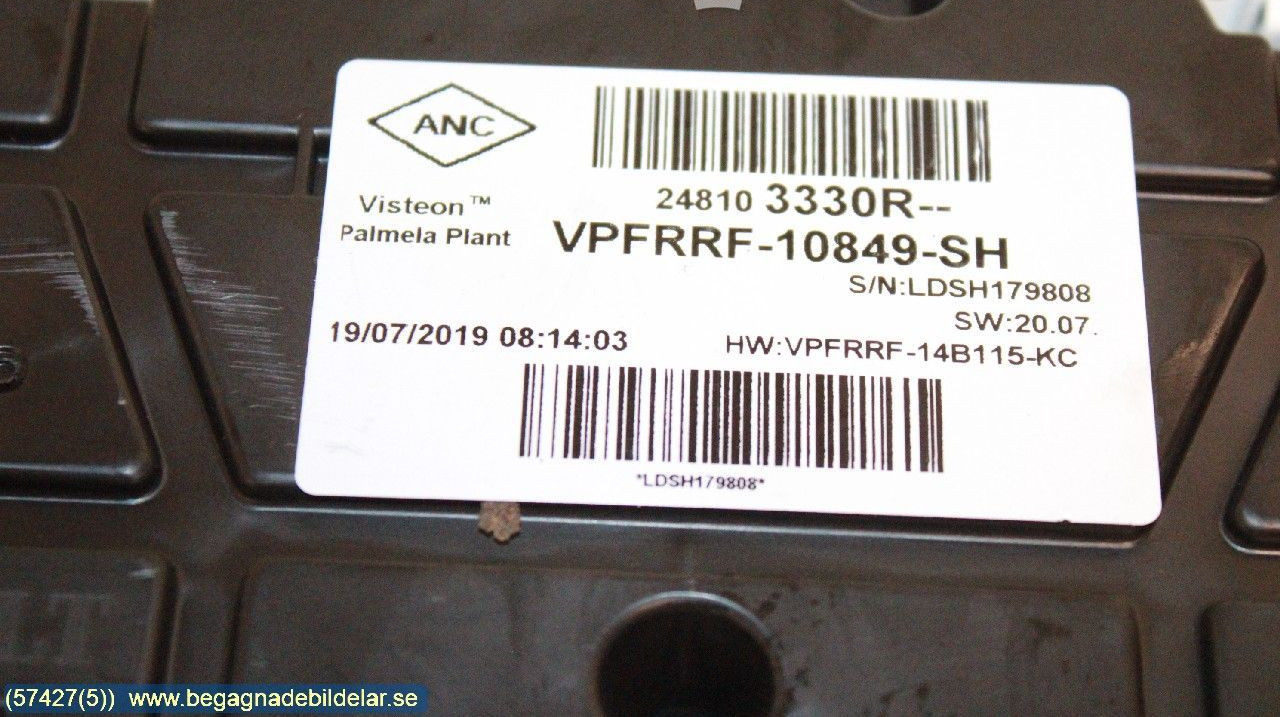 ANC
Visteon™
Palmela Plant
24810 3330R--
VPFRRF-10849-SH
S/N:LDSH179808
SW:20.07.
19/07/2019 08:14:03
HW:VPFRRF-14B115-KC
*LDSH179808*
(57427(5)) www.begagnadebildelar.se